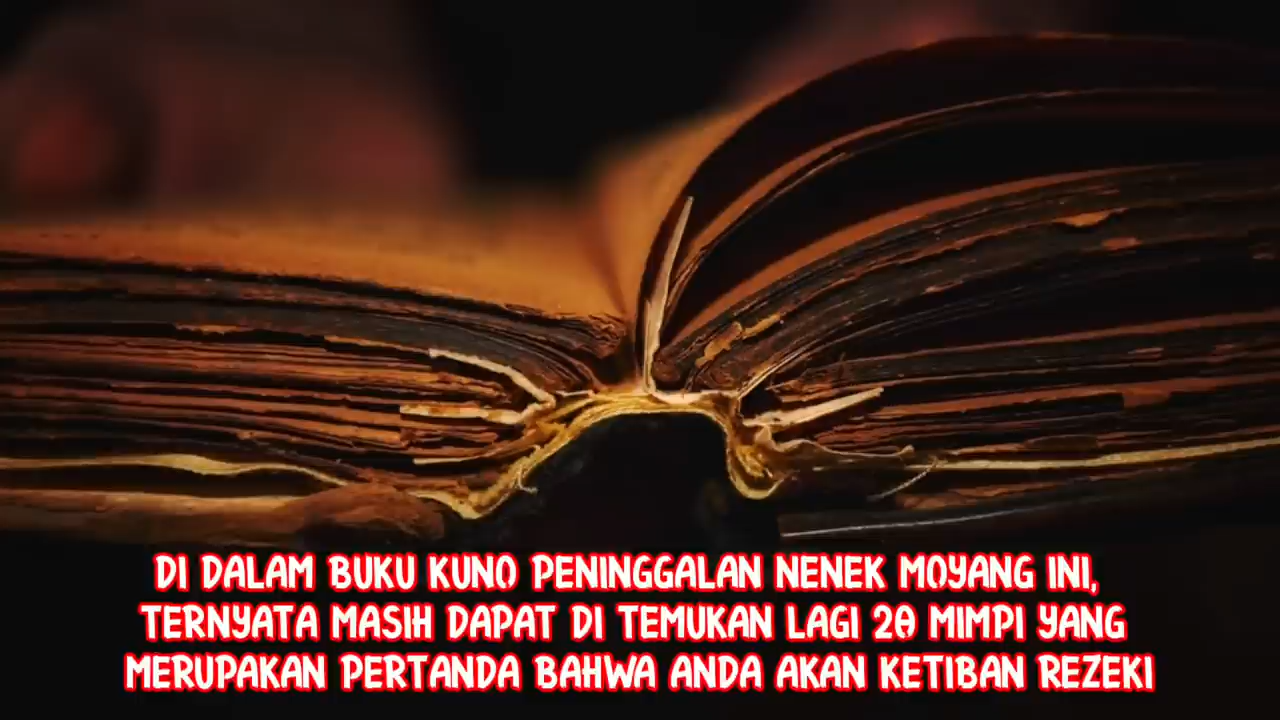 DI DALAM BUKU KUNO PENINGGALAN NENEK MOYANG INI,
TERNYATA MASIH DAPAT DI TEMUKAN LAGI 20 MIMPI YANG
MERUPAKAN PERTANDA BAHWA ANDA AKAN KETIBAN REZEKI